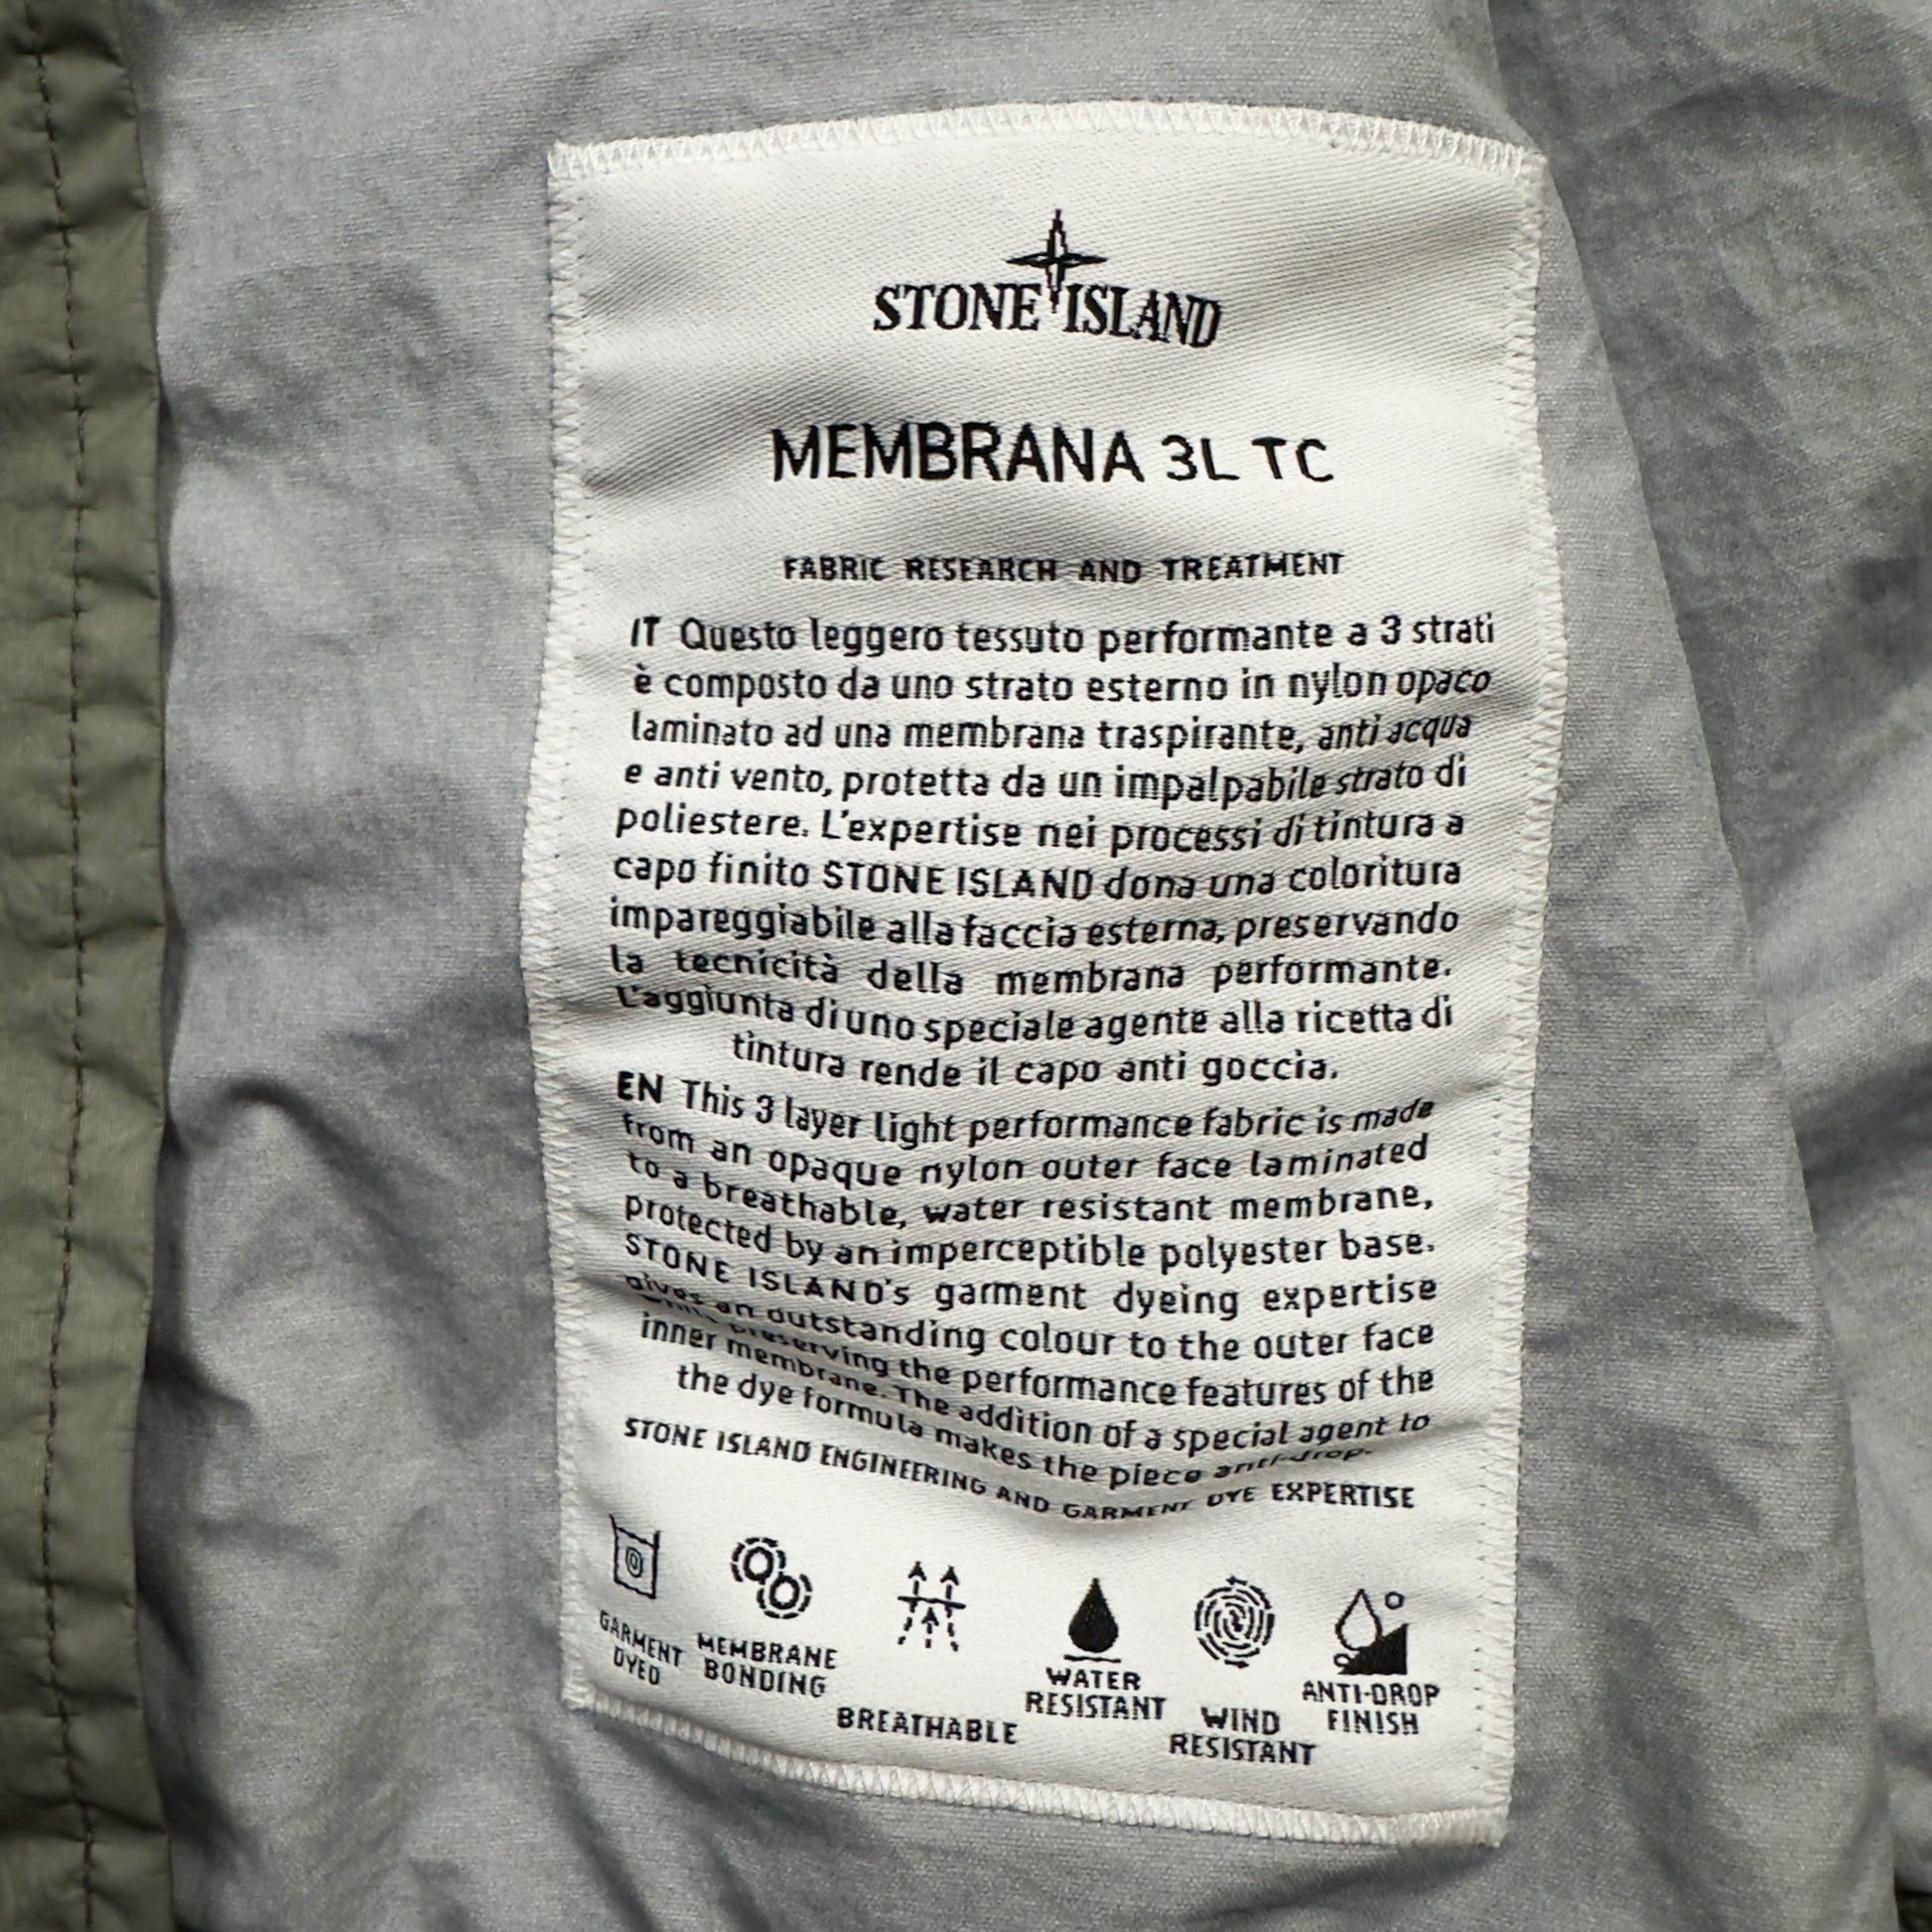 STONE ISLAND
MEMBRANA 3L TC
FABRIC RESEARCH AND TREATMENT
IT Questo leggero tessuto performante a 3 strati
è composto da uno strato esterno in nylon opaco
laminato ad una membrana traspirante, anti acqua
e anti vento, protetta da un impalpabile strato di
poliestere. L'expertise nei processi di tintura a
capo finito STONE ISLAND dona una coloritura
impareggiabile alla faccia esterna, preservando
la tecnicità della membrana performante.
L'aggiunta di uno speciale agente alla ricetta di
tintura rende il capo anti goccia.
EN This 3 layer light performance fabric is made
from an opaque nylon outer face laminated
to a breathable, water resistant membrane,
protected by an imperceptible polyester base.
STONE ISLAND's garment dyeing expertise
gives an outstanding colour to the outer face
while preserving the performance features of the
inner membrane. The addition of a special agent to
the dye formula makes the piece anti-drop.
STONE ISLAND ENGINEERING AND GARMENT DYE EXPERTISE
GARMENT
DYED
MEMBRANE
BONDING
BREATHABLE
WATER
RESISTANT
WIND
RESISTANT
ANTI-DROP
FINISH